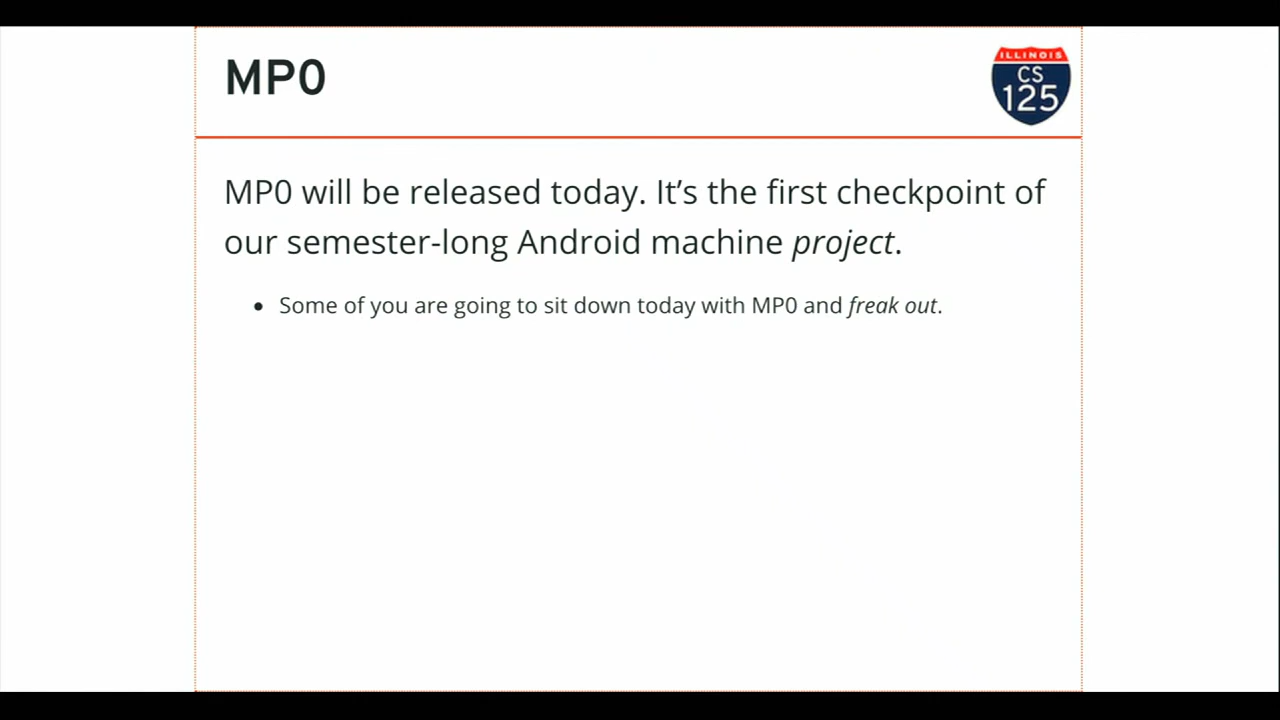 MP0
ILLINOIS
CS
125
MP0 will be released today. It’s the first checkpoint of
our semester-long Android machine project.
• Some of you are going to sit down today with MP0 and freak out.